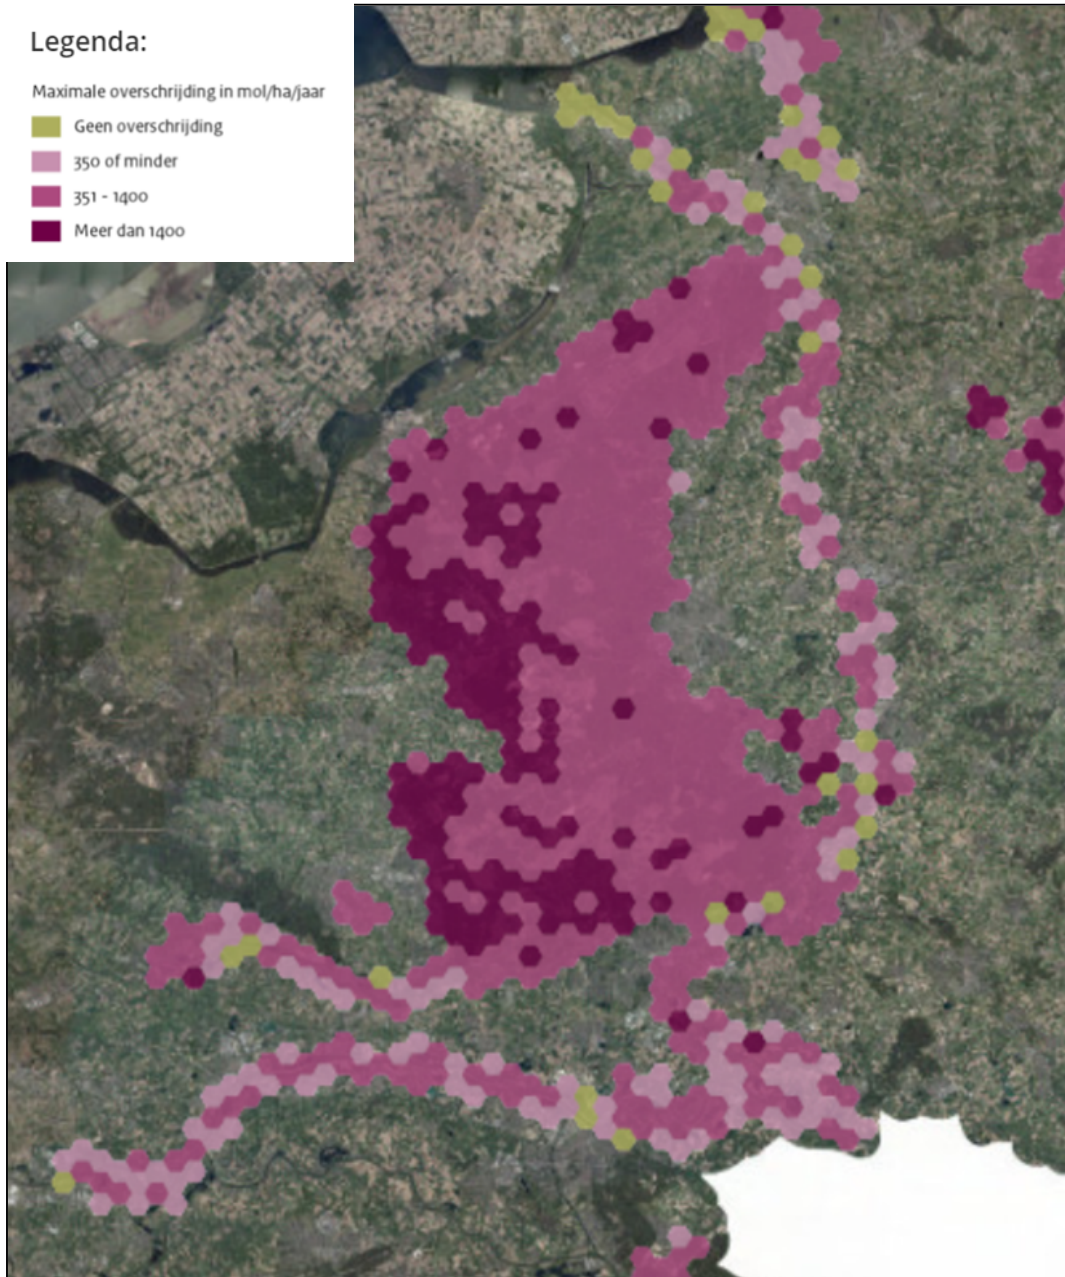 Legenda:
Maximale overschrijding in mol/ha/jaar
Geen overschrijding
350 of minder
351 - 1400
Meer dan 1400